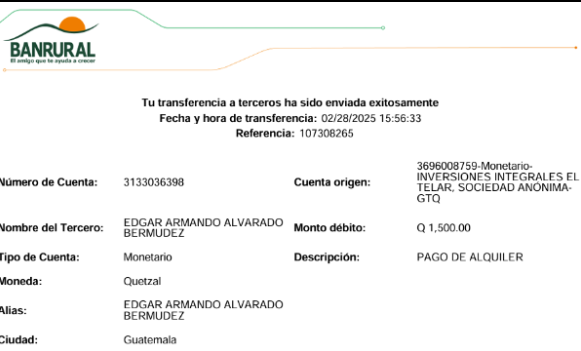 BANRURAL
El amigo que te ayuda a crecer
Tu transferencia a terceros ha sido enviada exitosamente
Fecha y hora de transferencia: 02/28/2025 15:56:33
Referencia: 107308265
Número de Cuenta: 3133036398
Cuenta origen: 3696008759-Monetario-
INVERSIONES INTEGRALES EL
TELAR, SOCIEDAD ANÓNIMA-
GTQ
Nombre del Tercero: EDGAR ARMANDO ALVARADO
BERMUDEZ
Monto débito: Q 1,500.00
Tipo de Cuenta: Monetario
Descripción: PAGO DE ALQUILER
Moneda: Quetzal
Alias: EDGAR ARMANDO ALVARADO
BERMUDEZ
Ciudad: Guatemala